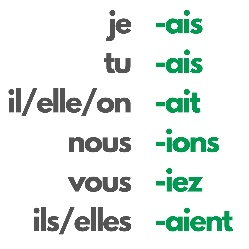 je -ais
tu -ais
il/elle/on -ait
nous -ions
vous -iez
ils/elles -aient